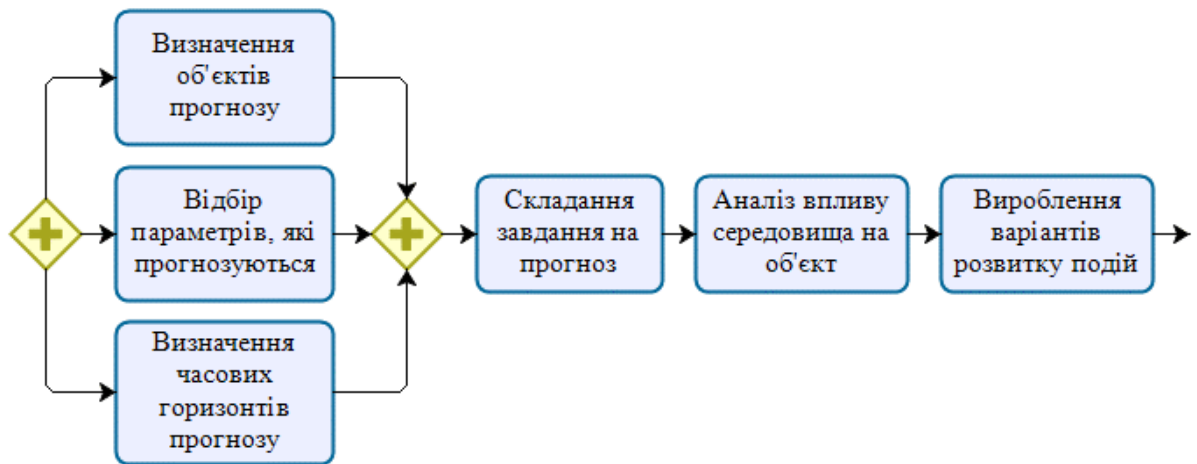 Визначення
об'єктів
прогнозу
Відбір
параметрів, які
прогнозуються
Визначення
часових
горизонтів
прогнозу
Складання
завдання на
прогноз
Аналіз впливу
середовища на
об'єкт
Вироблення
варіантів
розвитку подій